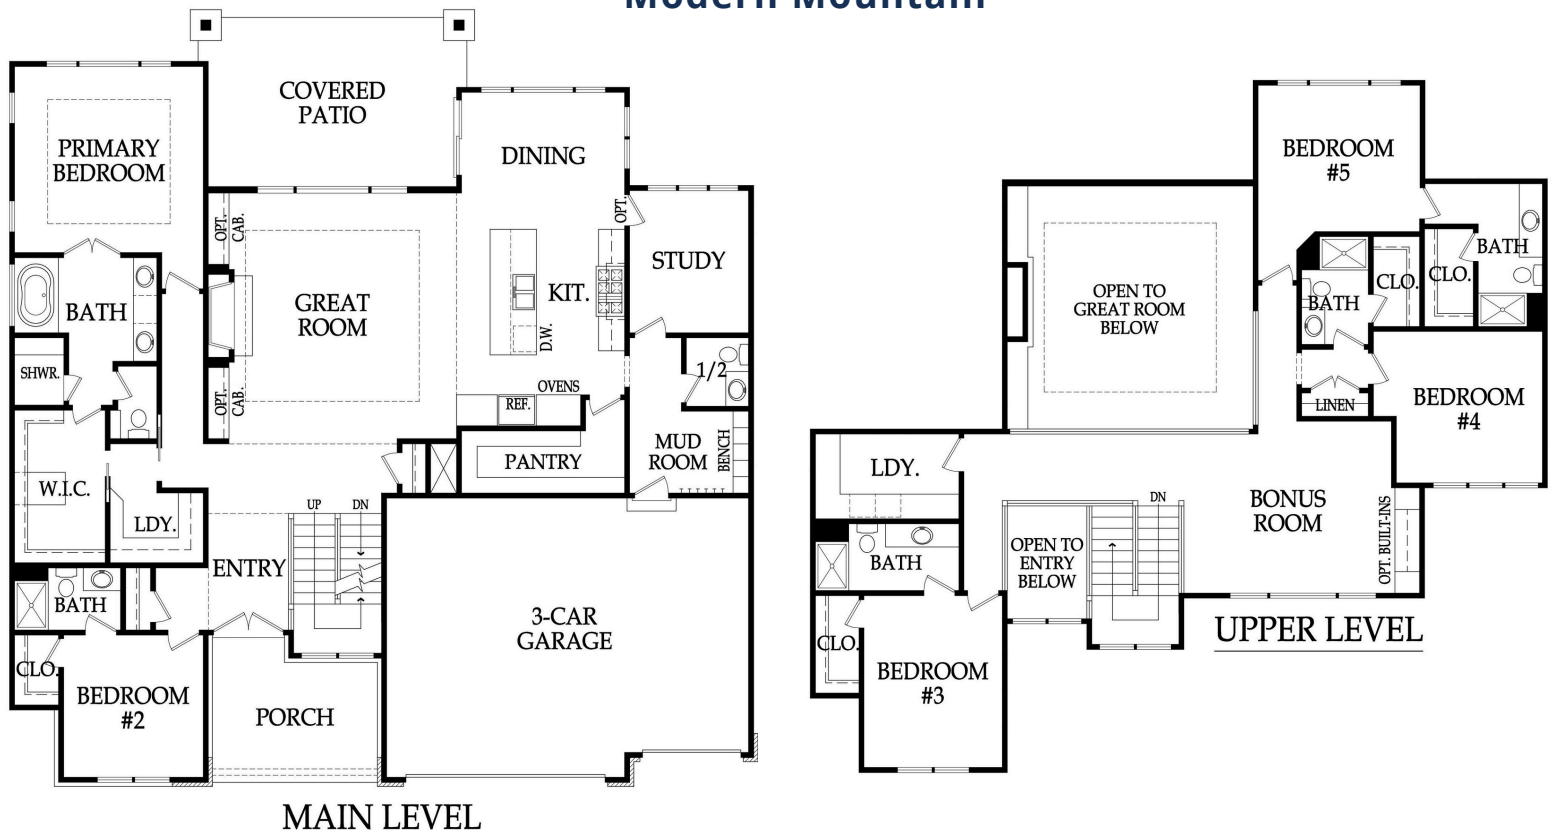 Modern Mountain
COVERED
PATIO
PRIMARY
BEDROOM
DINING
OPT.
CAB.
OPT.
STUDY
BATH
GREAT
ROOM
KIT.
D.W.
SHWR.
OPT.
CAB.
OVENS
REF.
1/2
W.I.C.
PANTRY
MUD
ROOM
BENCH
LDY.
UP
DN
ENTRY
BATH
3-CAR
GARAGE
CLO.
BEDROOM
#2
PORCH
MAIN LEVEL
BEDROOM
#5
BATH
CLO.
CLO.
BATH
OPEN TO
GREAT ROOM
BELOW
LINEN
BEDROOM
#4
LDY.
DN
BONUS
ROOM
OPT. BUILT-INS
OPEN TO
ENTRY
BELOW
BATH
CLO.
BEDROOM
#3
UPPER LEVEL